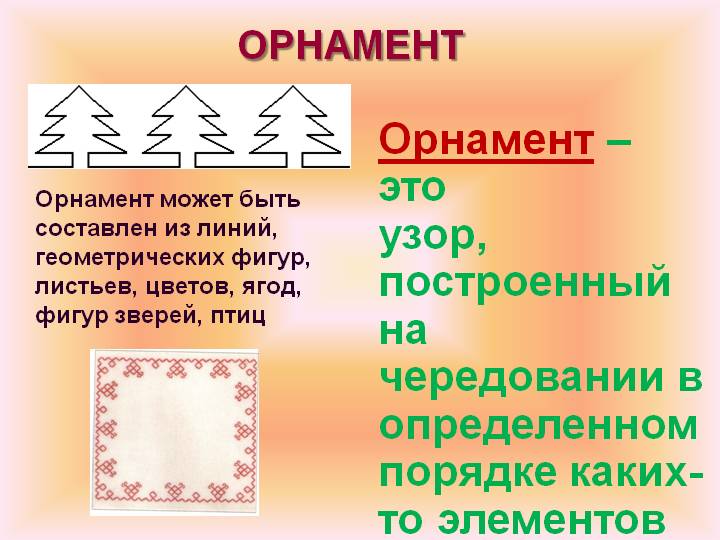 ОРНАМЕНТ
Орнамент может быть
составлен из линий,
геометрических фигур,
листьев, цветов, ягод,
фигур зверей, птиц
Орнамент –
это
узор,
построенный
на
чередовании в
определенном
порядке каких-
то элементов